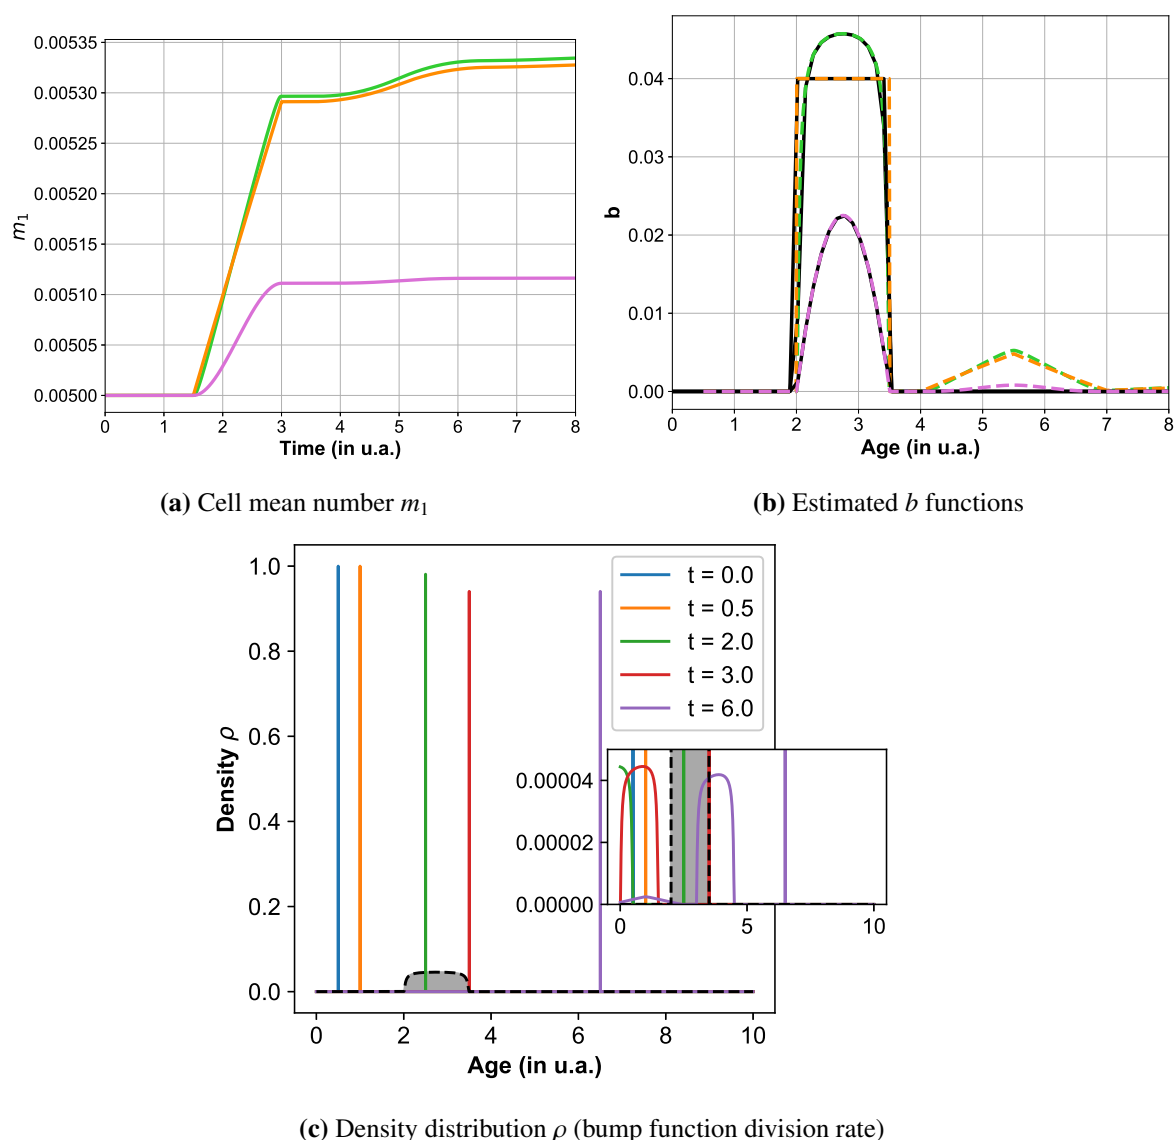 0.00535
0.00530
0.00525
0.00520
0.00515
0.00510
0.00505
0.00500
m₁
0 1 2 3 4 5 6 7 8
Time (in u.a.)
(a) Cell mean number m₁
0.04
0.03
0.02
0.01
0.00
b
0 1 2 3 4 5 6 7 8
Age (in u.a.)
(b) Estimated b functions
1.0
0.8
0.6
0.4
0.2
0.0
Density ρ
0 2 4 6 8 10
Age (in u.a.)
t = 0.0
t = 0.5
t = 2.0
t = 3.0
t = 6.0
0.00004
0.00002
0.00000
0 5 10
(c) Density distribution ρ (bump function division rate)